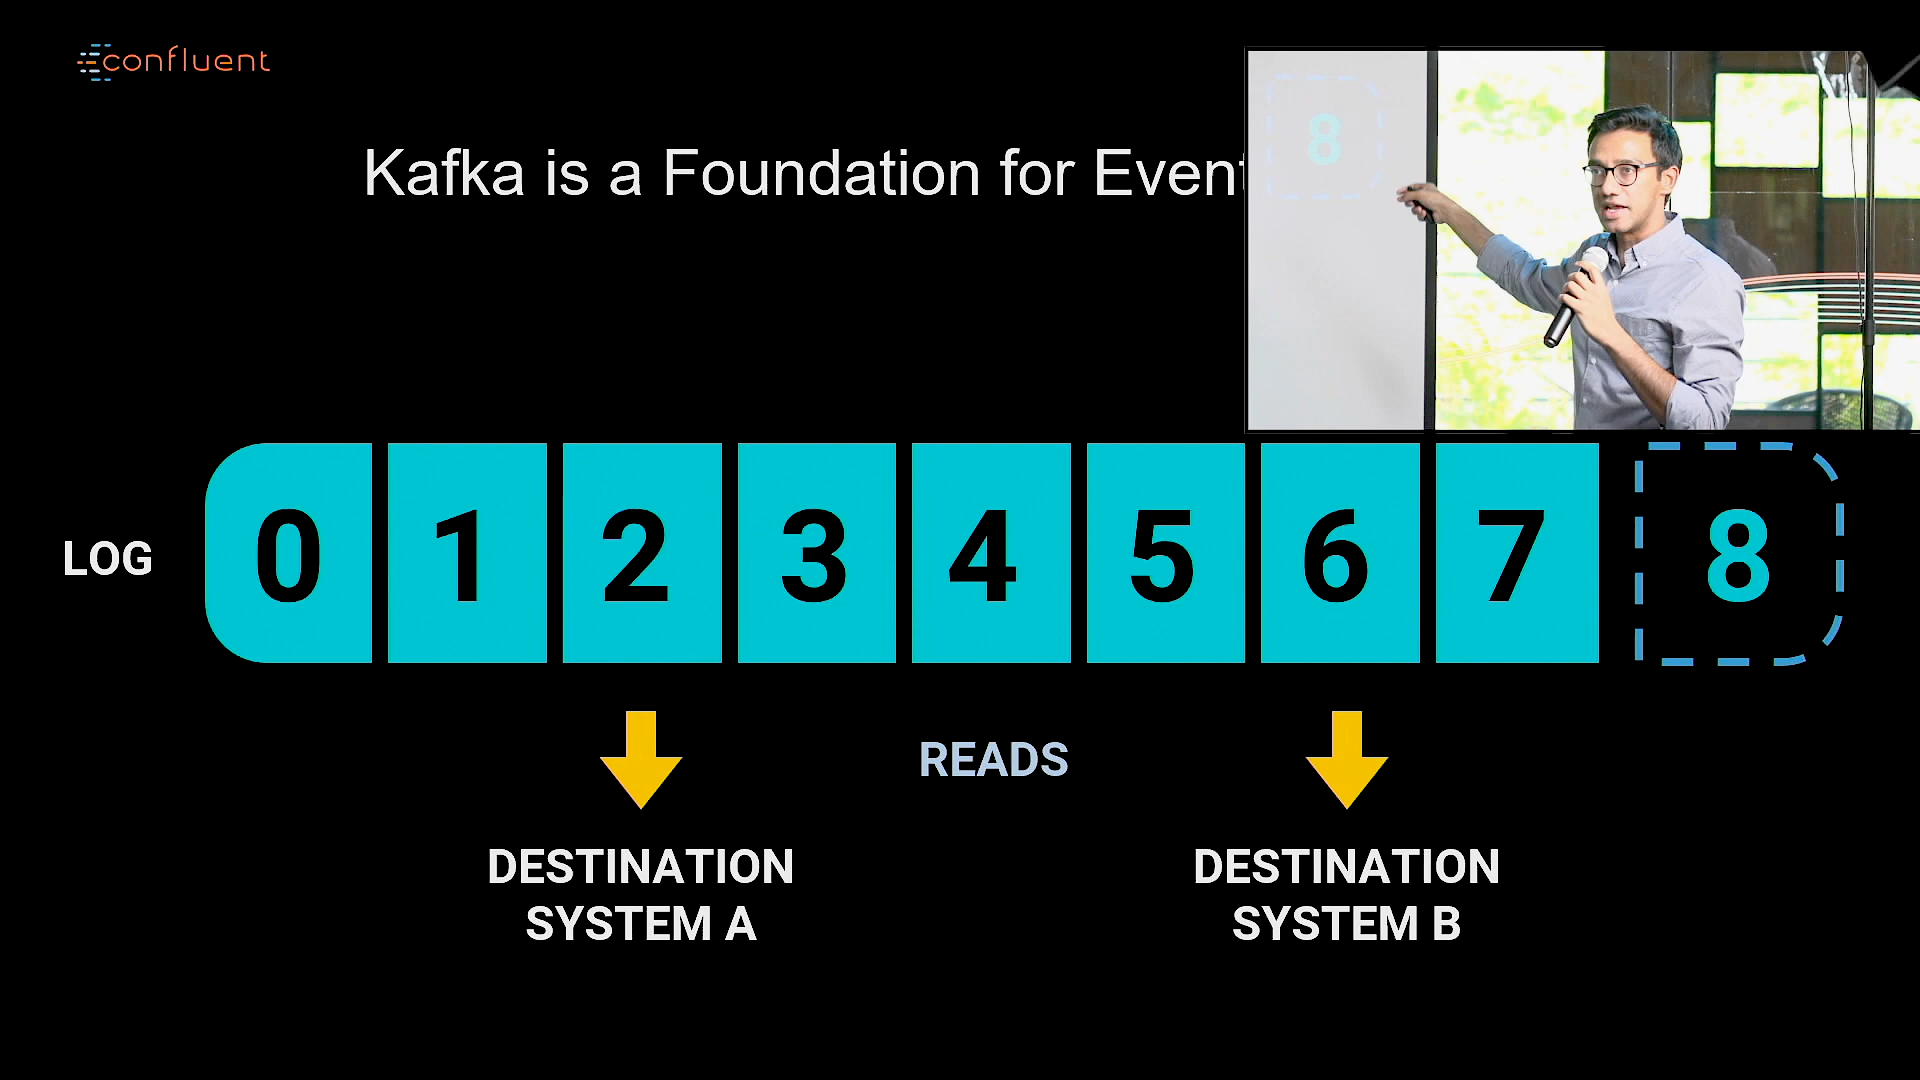 confluent
Kafka is a Foundation for Event
8
LOG
0 1 2 3 4 5 6 7 8
READS
DESTINATION
SYSTEM A
DESTINATION
SYSTEM B